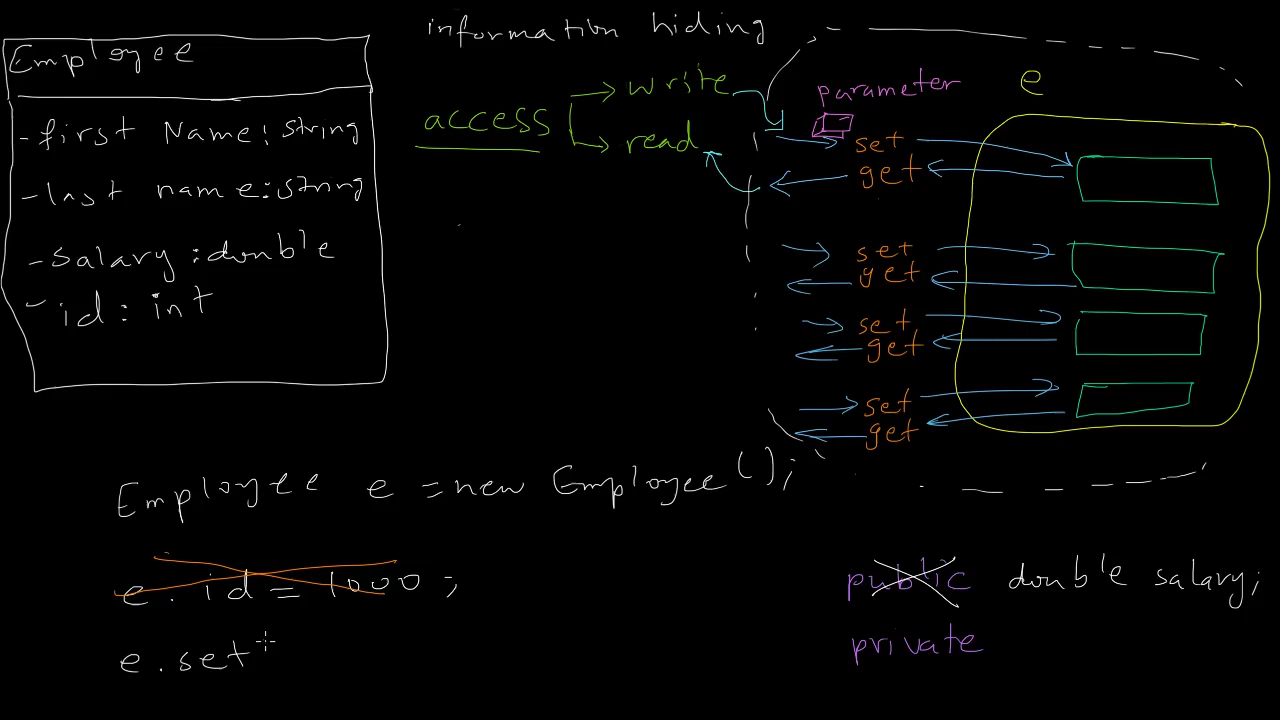 information hiding
Employee
- first Name: string
- last name: string
- salary: double
- id: int
access
write
read
parameter
e
set
get
set
get
set
get
set
get
Employee e = new Employee();
e. id = 1000;
e. set
public double salary;
private